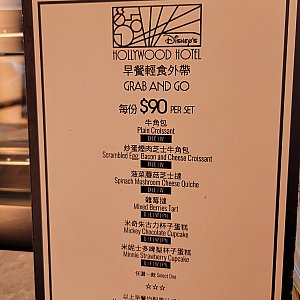 Disney's
HOLLYWOOD HOTEL
早餐輕食外帶
GRAB AND GO
每份 $90 PER SET
牛角包
Plain Croissant
炒蛋煙肉芝士牛角包
Scrambled Egg, Bacon and Cheese Croissant
菠菜蘑菇芝士撻
Spinach Mushroom Cheese Quiche
雜莓撻
Mixed Berries Tart
米奇朱古力杯子蛋糕
Mickey Chocolate Cupcake
米妮士多啤梨杯子蛋糕
Minnie Strawberry Cupcake
任選一款 Select One
☆☆☆